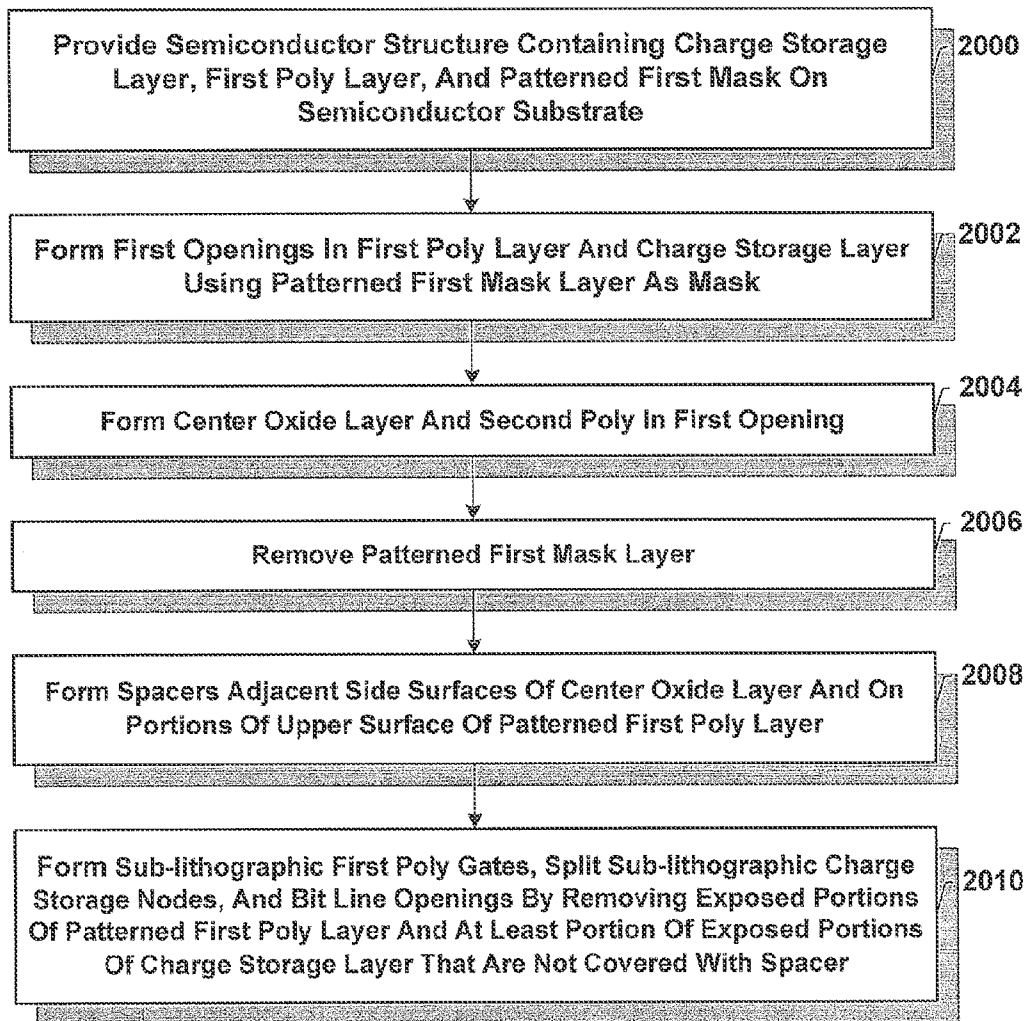 Provide Semiconductor Structure Containing Charge Storage
Layer, First Poly Layer, And Patterned First Mask On
Semiconductor Substrate
2000
Form First Openings In First Poly Layer And Charge Storage Layer
Using Patterned First Mask Layer As Mask
2002
Form Center Oxide Layer And Second Poly In First Opening
2004
Remove Patterned First Mask Layer
2006
Form Spacers Adjacent Side Surfaces Of Center Oxide Layer And On
Portions Of Upper Surface Of Patterned First Poly Layer
2008
Form Sub-lithographic First Poly Gates, Split Sub-lithographic Charge
Storage Nodes, And Bit Line Openings By Removing Exposed Portions
Of Patterned First Poly Layer And At Least Portion Of Exposed Portions
Of Charge Storage Layer That Are Not Covered With Spacer
2010